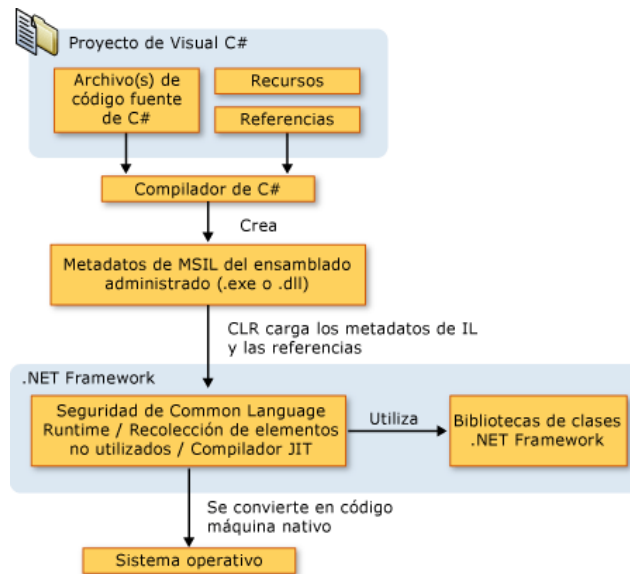 Proyecto de Visual C#
Archivo(s) de
código fuente
de C#
Recursos
Referencias
Compilador de C#
Crea
Metadatos de MSIL del ensamblado
administrado (.exe o .dll)
CLR carga los metadatos de IL
y las referencias
.NET Framework
Seguridad de Common Language
Runtime / Recolección de elementos
no utilizados / Compilador JIT
Utiliza
Bibliotecas de clases
.NET Framework
Se convierte en código
máquina nativo
Sistema operativo